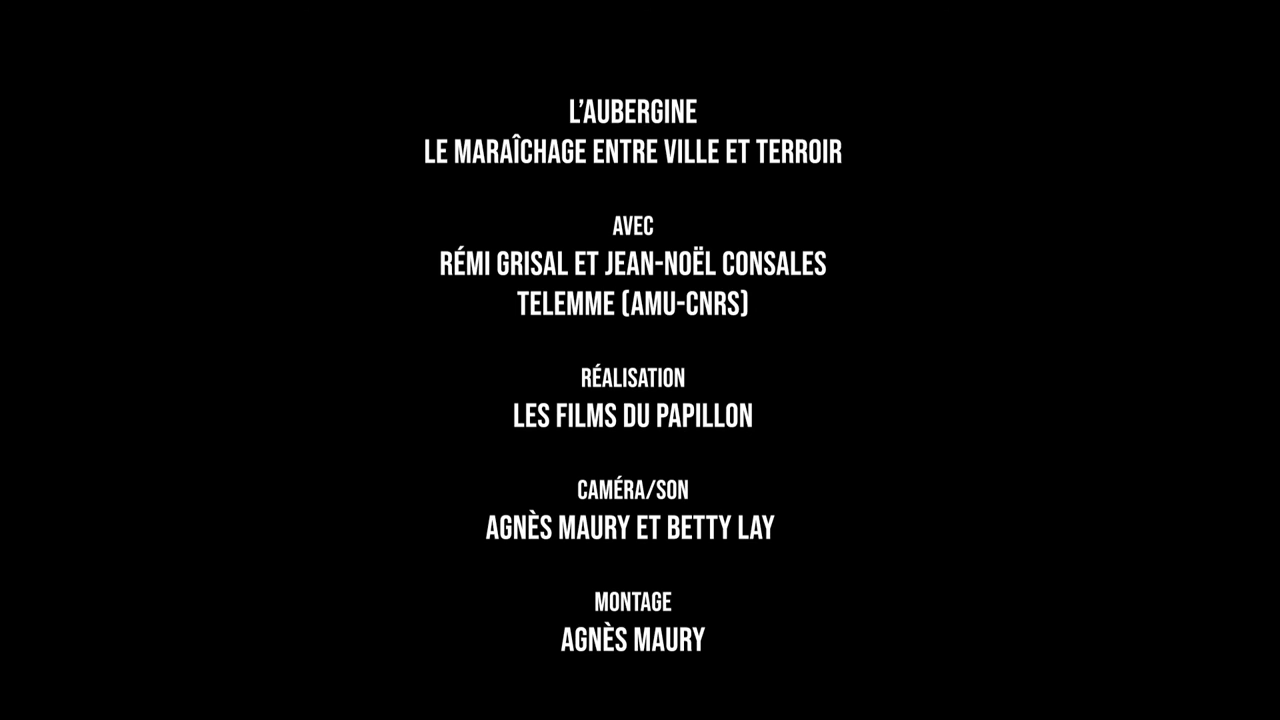 L'AUBERGINE
LE MARAÎCHAGE ENTRE VILLE ET TERROIR
AVEC
RÉMI GRISAL ET JEAN-NOËL CONSALES
TELEMME (AMU-CNRS)
RÉALISATION
LES FILMS DU PAPILLON
CAMÉRA/SON
AGNÈS MAURY ET BETTY LAY
MONTAGE
AGNÈS MAURY